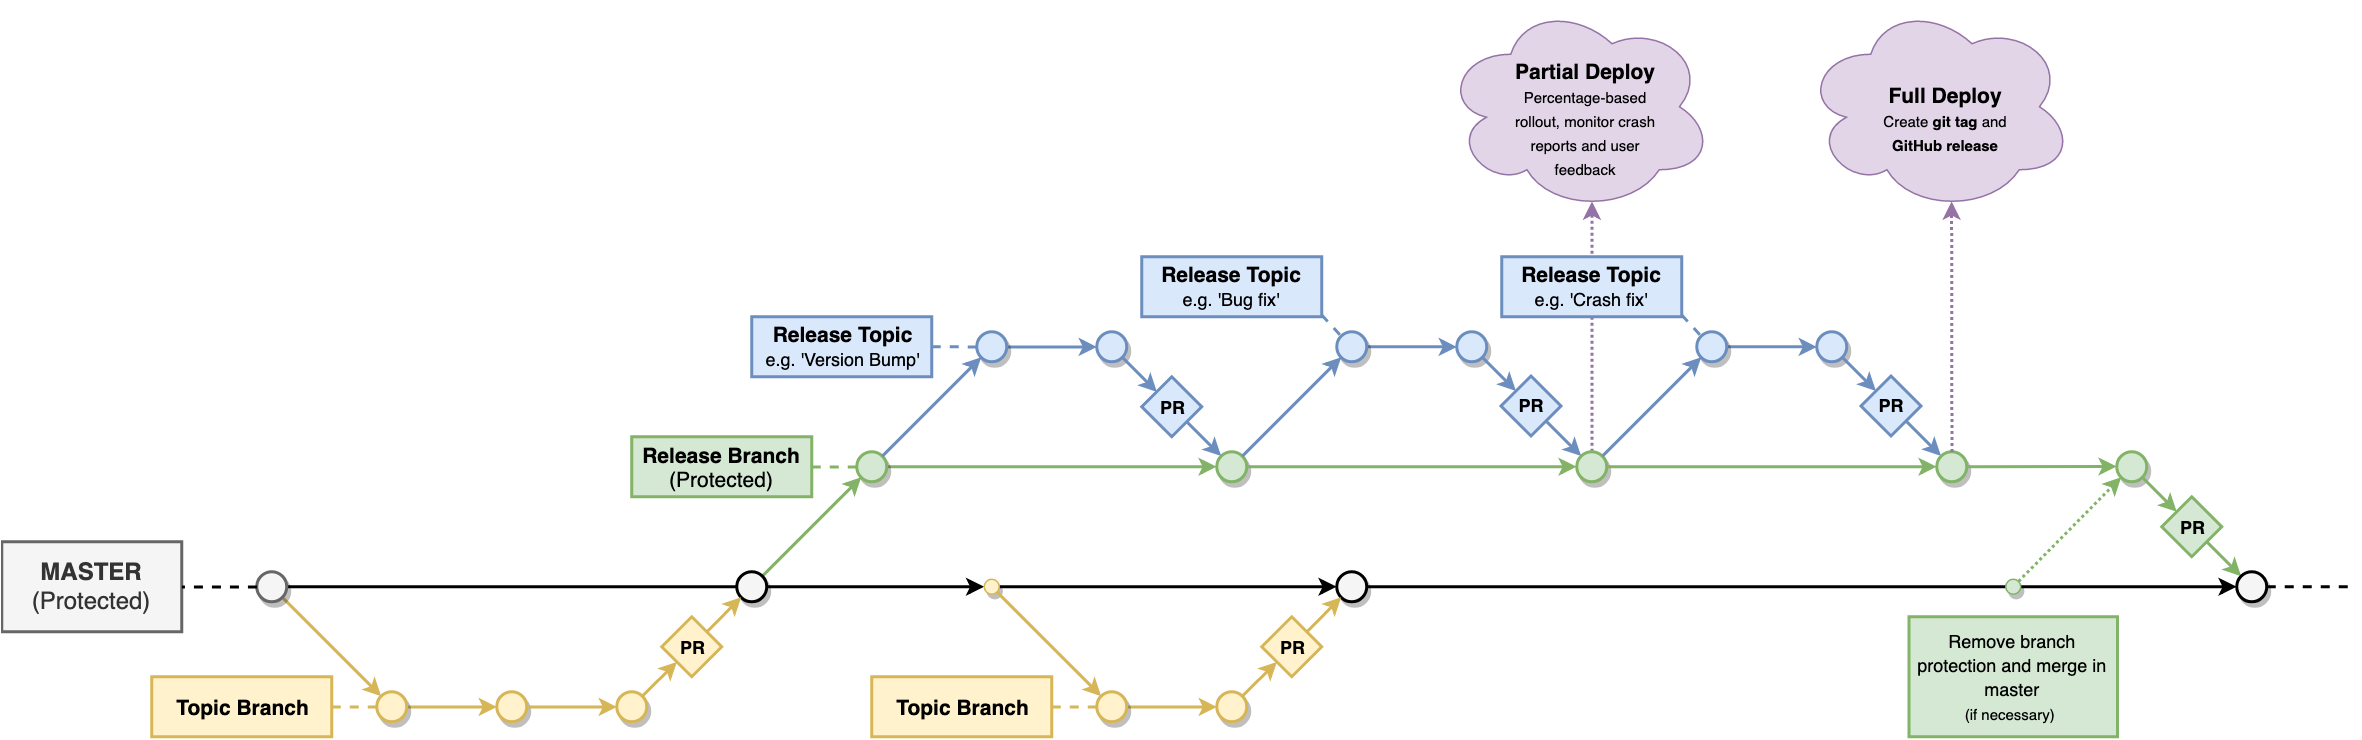 Partial Deploy
Percentage-based
rollout, monitor crash
reports and user
feedback
Full Deploy
Create git tag and
GitHub release
Release Topic
e.g. 'Version Bump'
Release Topic
e.g. 'Bug fix'
Release Topic
e.g. 'Crash fix'
PR
PR
PR
Release Branch
(Protected)
PR
MASTER
(Protected)
PR
PR
Topic Branch
Topic Branch
Remove branch
protection and merge in
master
(if necessary)